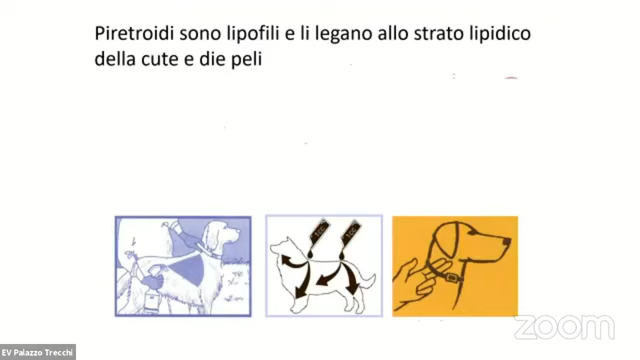 Piretroidi sono lipofili e li legano allo strato lipidico
della cute e die peli
zoom
EV Palazzo Trecchi